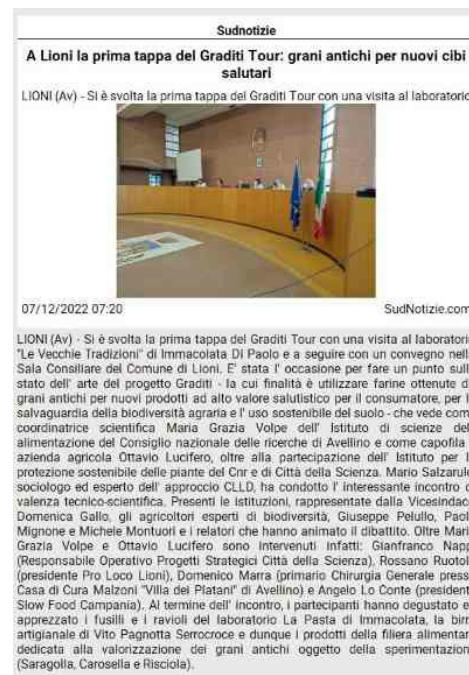 Sudnotizie
A Lioni la prima tappa del Graditi Tour: grani antichi per nuovi cibi
salutari
LIONI (Av) - Si è svolta la prima tappa del Graditi Tour con una visita al laboratorio
07/12/2022 07:20 SudNotizie.com
LIONI (Av) - Si è svolta la prima tappa del Graditi Tour con una visita al laboratori
"Le Vecchie Tradizioni" di Immacolata Di Paolo e a seguire con un convegno nell
Sala Consiliare del Comune di Lioni. E' stata l' occasione per fare un punto sull
stato dell' arte del progetto Graditi - la cui finalità è utilizzare farine ottenute d
grani antichi per nuovi prodotti ad alto valore salutistico per il consumatore, per l
salvaguardia della biodiversità agraria e l' uso sostenibile del suolo - che vede com
coordinatrice scientifica Maria Grazia Volpe dell' Istituto di scienze del
alimentazione del Consiglio nazionale delle ricerche di Avellino e come capofila
azienda agricola Ottavio Lucifero, oltre alla partecipazione dell' Istituto per l
protezione sostenibile delle piante del Cnr e di Città della Scienza. Mario Salzarul
sociologo ed esperto dell' approccio CLLD, ha condotto l' interessante incontro d
valenza tecnico-scientifica. Presenti le istituzioni, rappresentate dalla Vicesindac
Domenica Gallo, gli agricoltori esperti di biodiversità, Giuseppe Pelullo, Paol
Mignone e Michele Montuori e i relatori che hanno animato il dibattito. Oltre Mari
Grazia Volpe e Ottavio Lucifero sono intervenuti infatti: Gianfranco Napp
(Responsabile Operativo Progetti Strategici Città della Scienza), Rossano Ruotol
(presidente Pro Loco Lioni), Domenico Marra (primario Chirurgia Generale press
Casa di Cura Malzoni "Villa dei Platani" di Avellino) e Angelo Lo Conte (president
Slow Food Campania). Al termine dell' incontro, i partecipanti hanno degustato e
apprezzato i fusilli e i ravioli del laboratorio La Pasta di Immacolata, la birr
artigianale di Vito Pagnotta Serrocroce e dunque i prodotti della filiera alimentar
dedicata alla valorizzazione dei grani antichi oggetto della sperimentazion
(Saragolla, Carosella e Risciola).